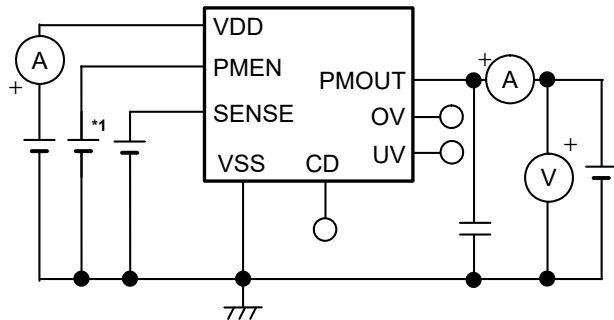 VDD
A
+
PMEN
SENSE
*1
VSS
CD
PMOUT
OV
UV
+
A
+
V